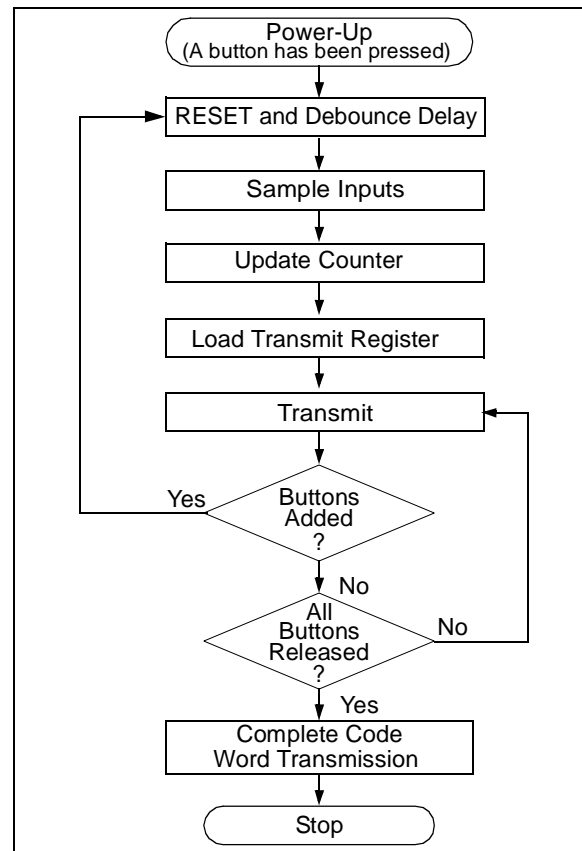 Power-Up
(A button has been pressed)
RESET and Debounce Delay
Sample Inputs
Update Counter
Load Transmit Register
Transmit
Yes
Buttons
Added
?
No
All
Buttons
Released
?
No
Yes
Complete Code
Word Transmission
Stop